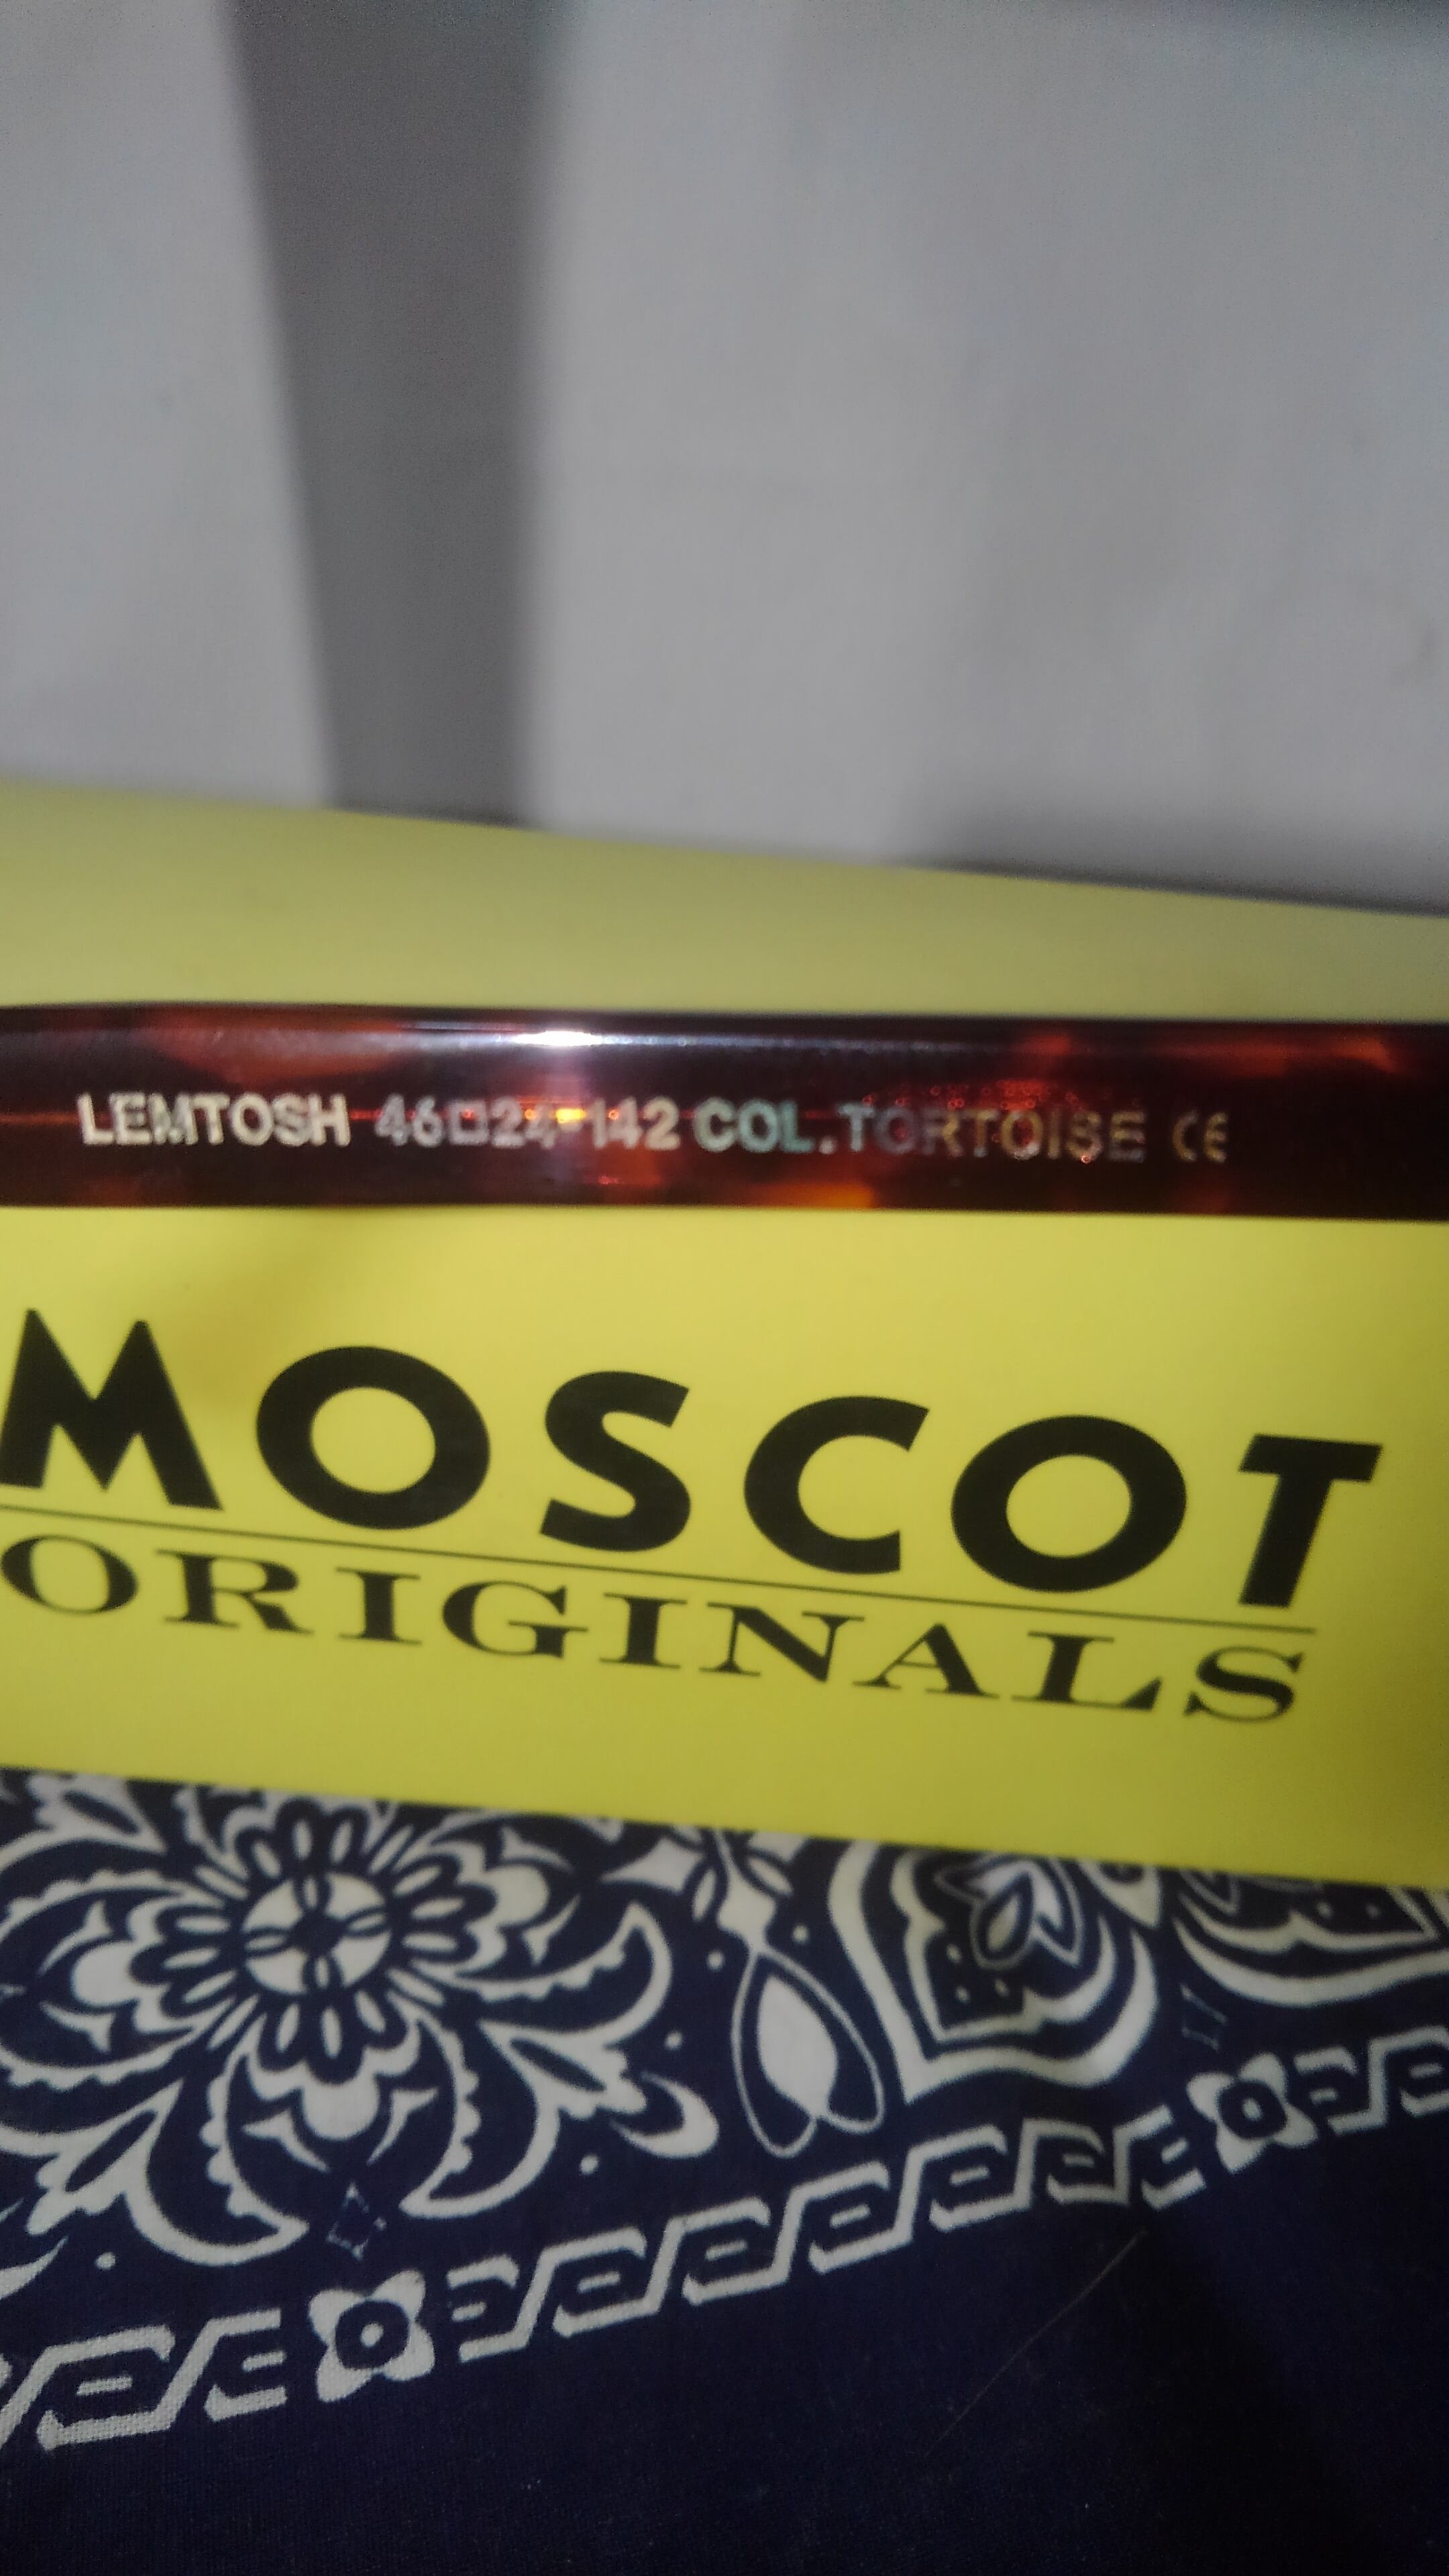 LEMTOSH 46□24-142 COL.TORTOISE CE
MOSCOT
ORIGINALS